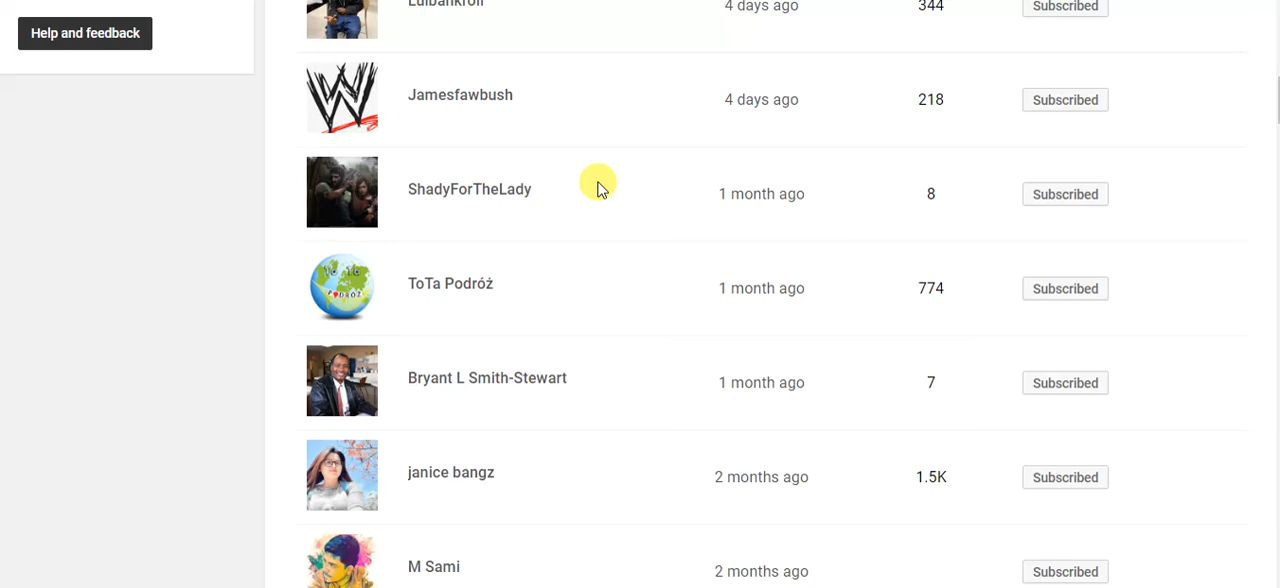 Help and feedback
Lulbankroll 4 days ago 344 Subscribed
Jamesfawbush 4 days ago 218 Subscribed
ShadyForTheLady 1 month ago 8 Subscribed
ToTa Podróż 1 month ago 774 Subscribed
Bryant L Smith-Stewart 1 month ago 7 Subscribed
janice bangz 2 months ago 1.5K Subscribed
M Sami 2 months ago Subscribed